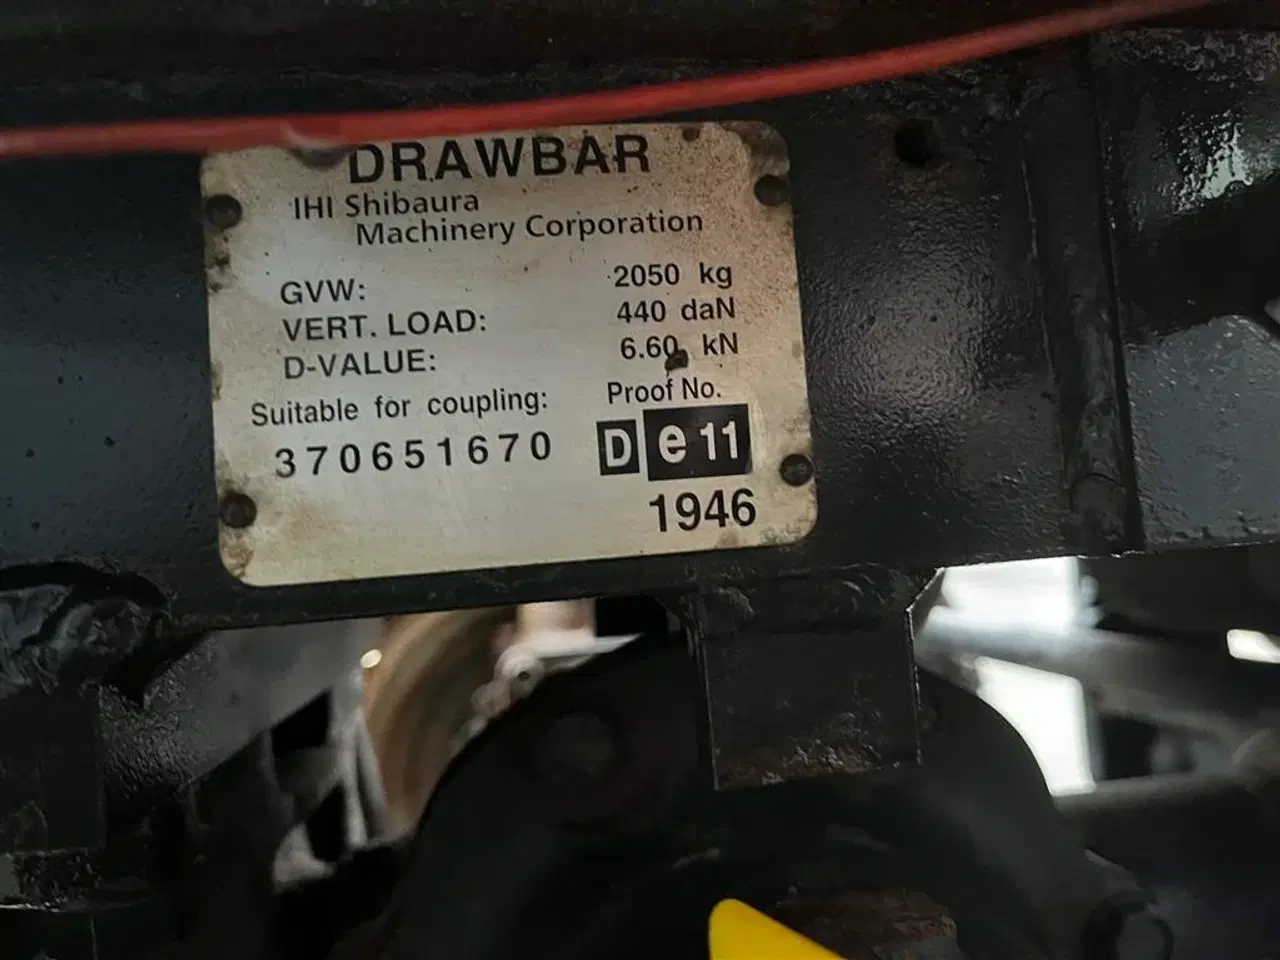 DRAWBAR
IHI Shibaura
Machinery Corporation
GVW: 2050 kg
VERT. LOAD: 440 daN
D-VALUE: 6.60 kN
Suitable for coupling: Proof No.
370651670 D e11
1946